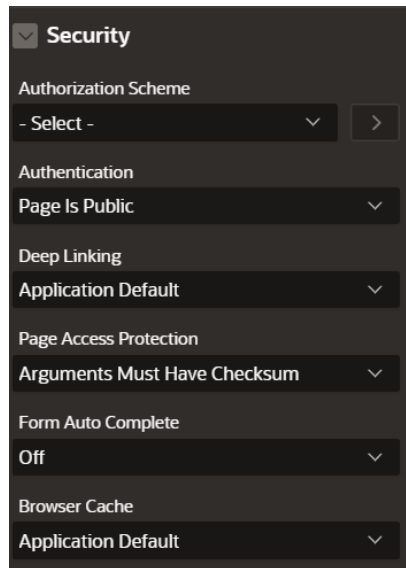 Security
Authorization Scheme
- Select -
Authentication
Page Is Public
Deep Linking
Application Default
Page Access Protection
Arguments Must Have Checksum
Form Auto Complete
Off
Browser Cache
Application Default